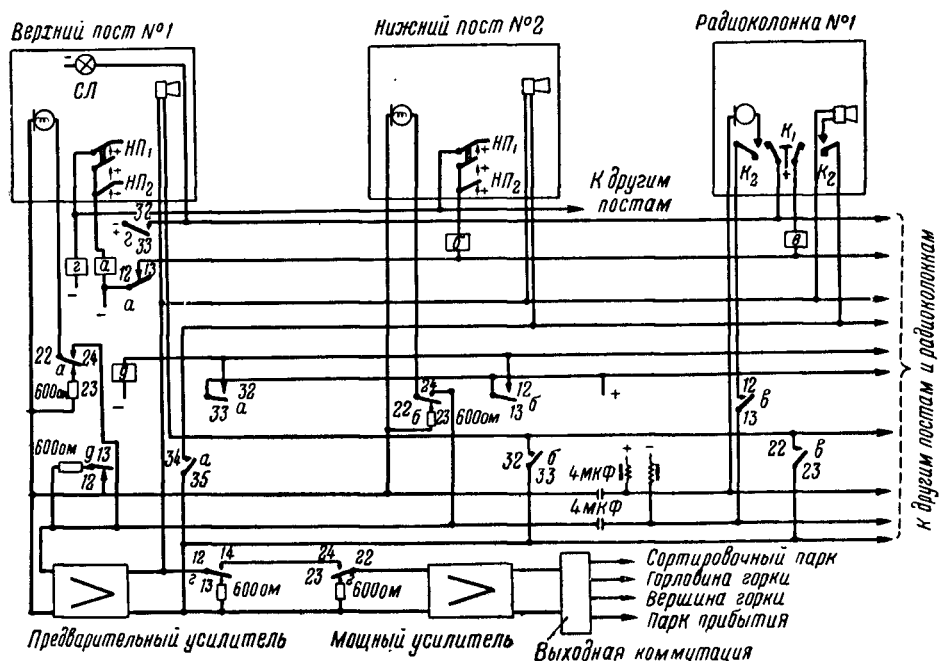 Верхний пост №1
Нижний пост №2
Радиоколонка №1
СЛ
НП₁
НП₂
НП₁
НП₂
К₁
К₂
К₂
К другим постам
32
г
33
г
а
12
13
а
б
в
22
а
24
23
600ом
д
32
33
а
24
22
б
23
600ом
12
13
б
12
в
13
600ом
д
13
12
34
а
35
32
б
33
4мкФ
4мкФ
22
в
23
К другим постам и радиоколонкам
12
14
г
13
600ом
24
22
23
г
600ом
Предварительный усилитель
Мощный усилитель
Выходная коммутация
Сортировочный парк
Горловина горки
Вершина горки
Парк прибытия